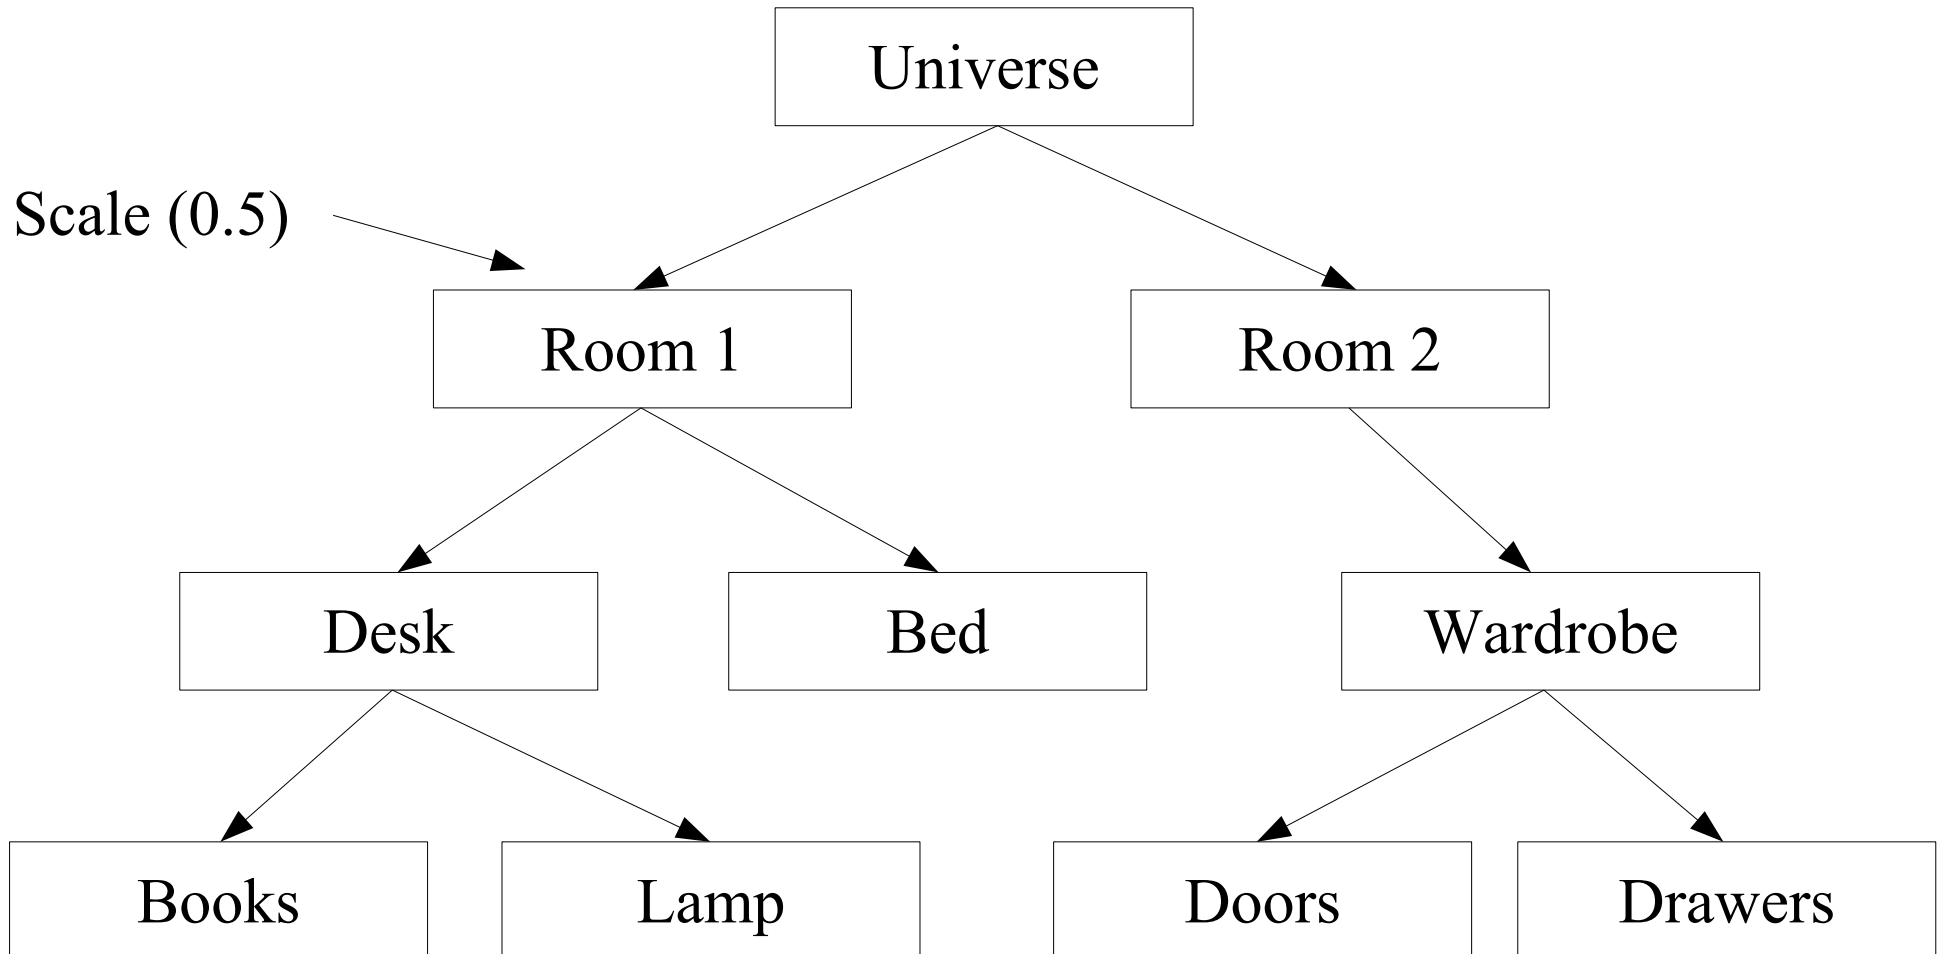 Universe
Scale (0.5)
Room 1
Room 2
Desk
Bed
Wardrobe
Books
Lamp
Doors
Drawers